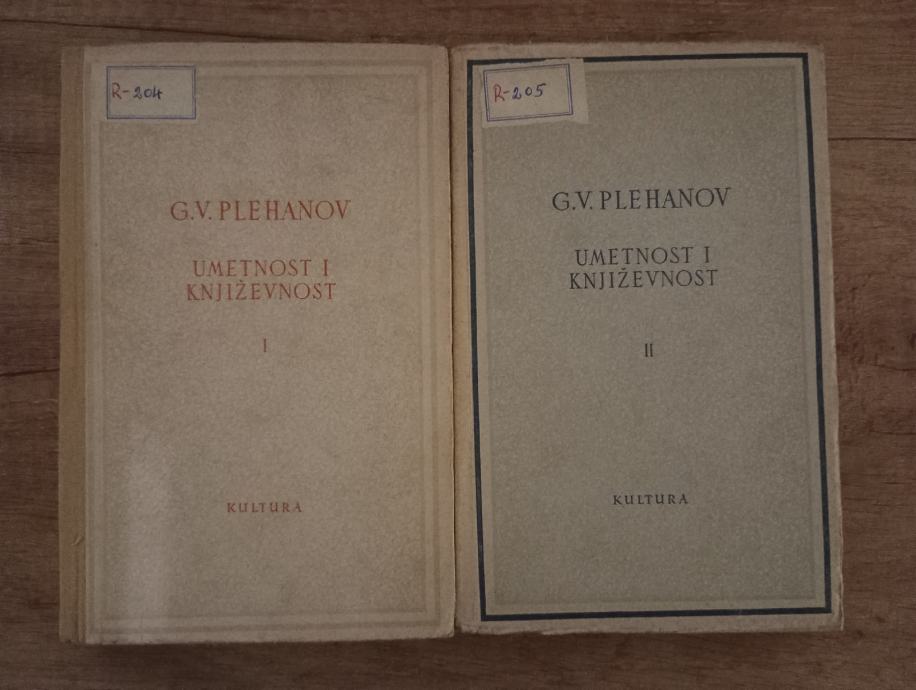 R-204
G.V. PLEHANOV
UMETNOST I
KNJIŽEVNOST
I
KULTURA
R-205
G.V. PLEHANOV
UMETNOST I
KNJIŽEVNOST
II
KULTURA